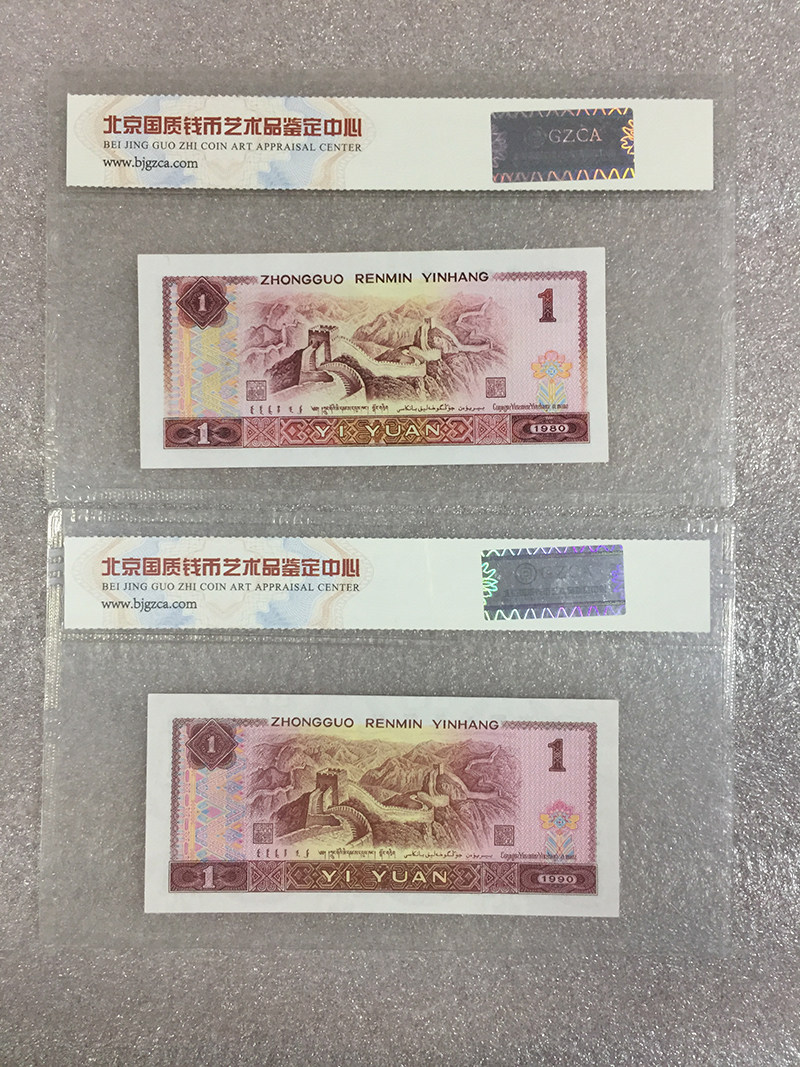 北京国质钱币艺术品鉴定中心
BEI JING GUO ZHI COIN ART APPRAISAL CENTER
www.bjgzca.com
GZCA
ZHONGGUO RENMIN YINHANG
1
1
1
YI YUAN
1980
北京国质钱币艺术品鉴定中心
BEI JING GUO ZHI COIN ART APPRAISAL CENTER
www.bjgzca.com
GZCA
ZHONGGUO RENMIN YINHANG
1
1
1
YI YUAN
1990